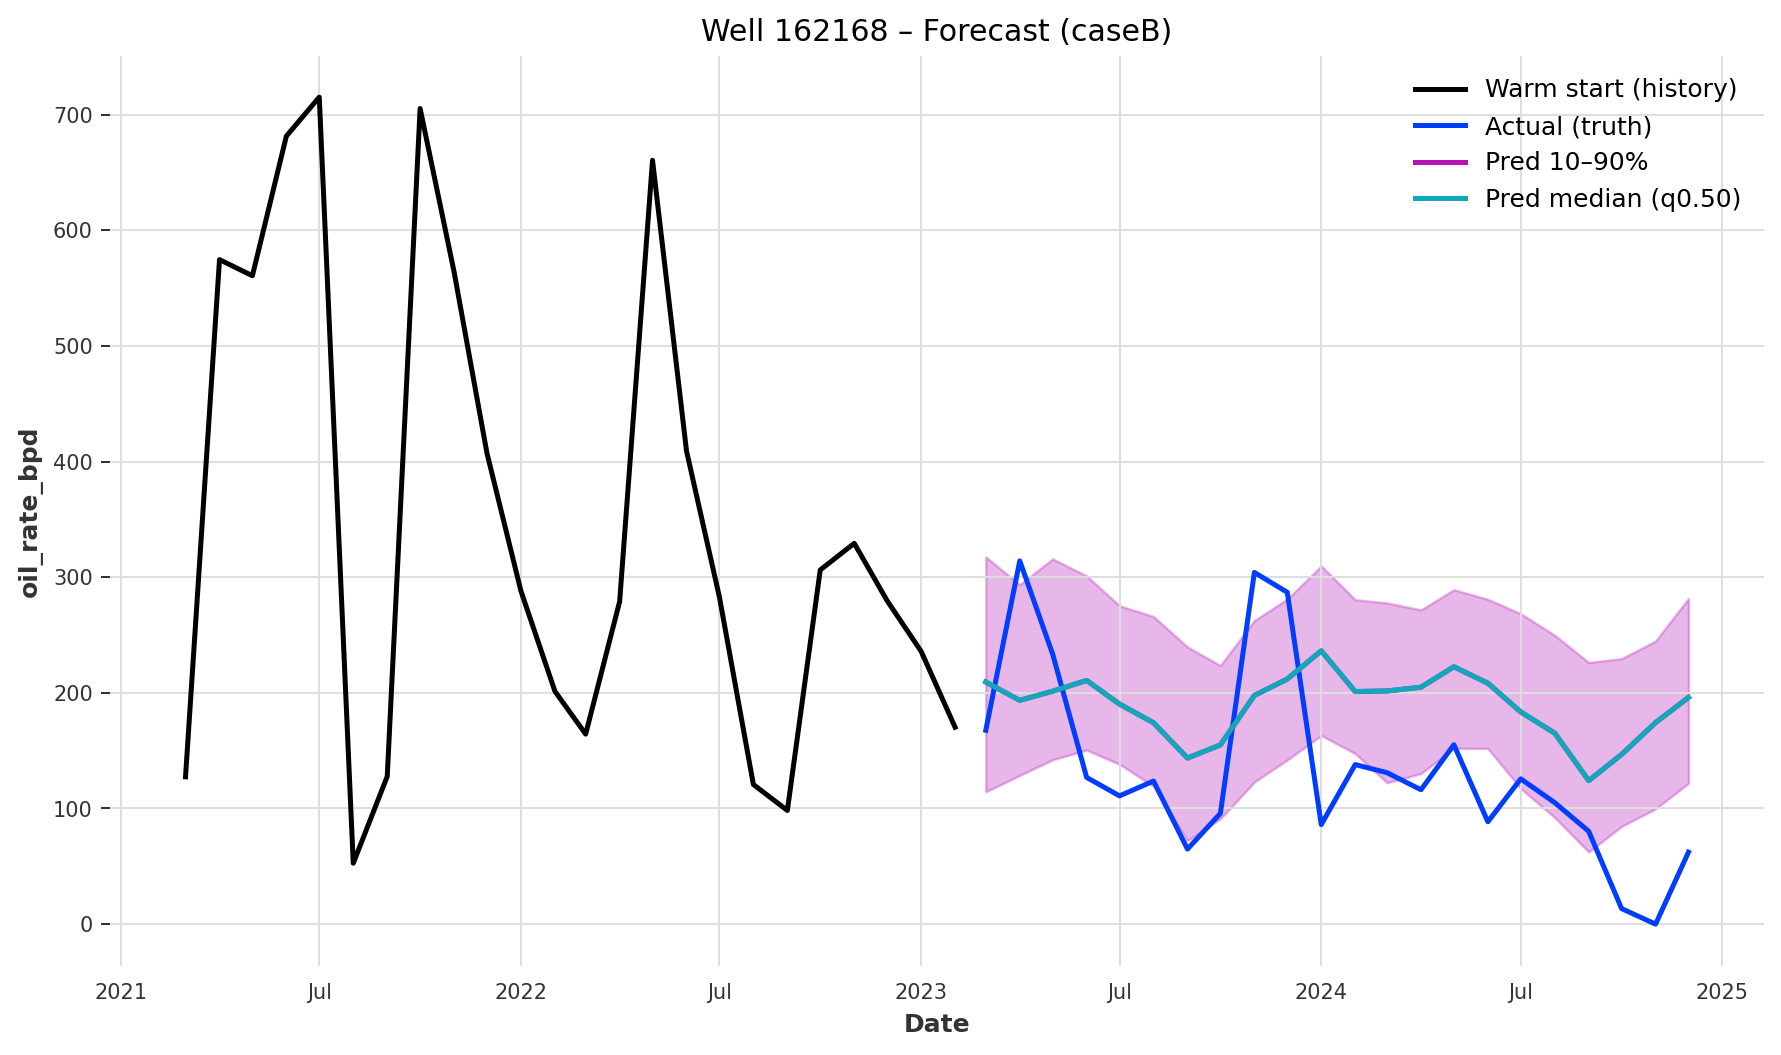 Well 162168 – Forecast (caseB)
Warm start (history)
Actual (truth)
Pred 10–90%
Pred median (q0.50)
oil_rate_bpd
700
600
500
400
300
200
100
0
2021
Jul
2022
Jul
2023
Jul
2024
Jul
2025
Date